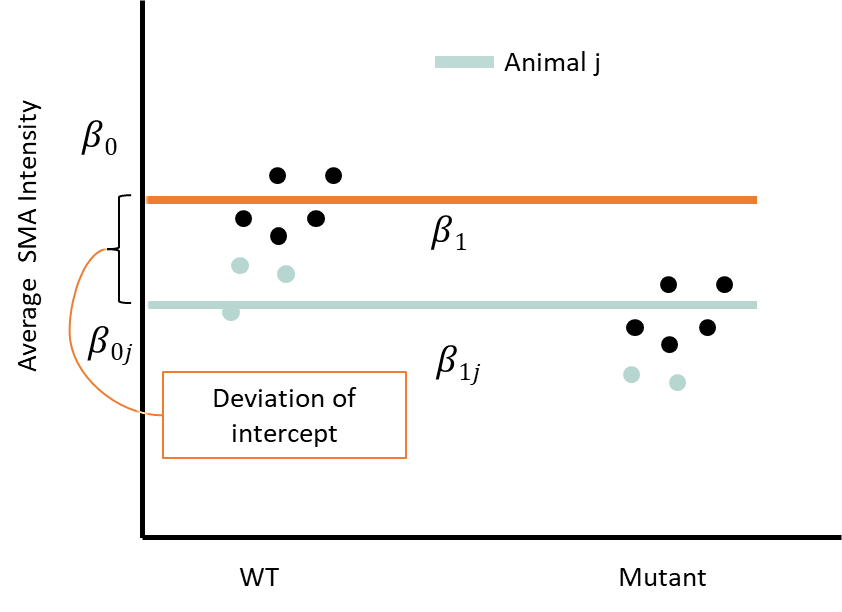 Animal j
Average SMA Intensity
β₀
β₁
β₀ⱼ
β₁ⱼ
Deviation of
intercept
WT
Mutant